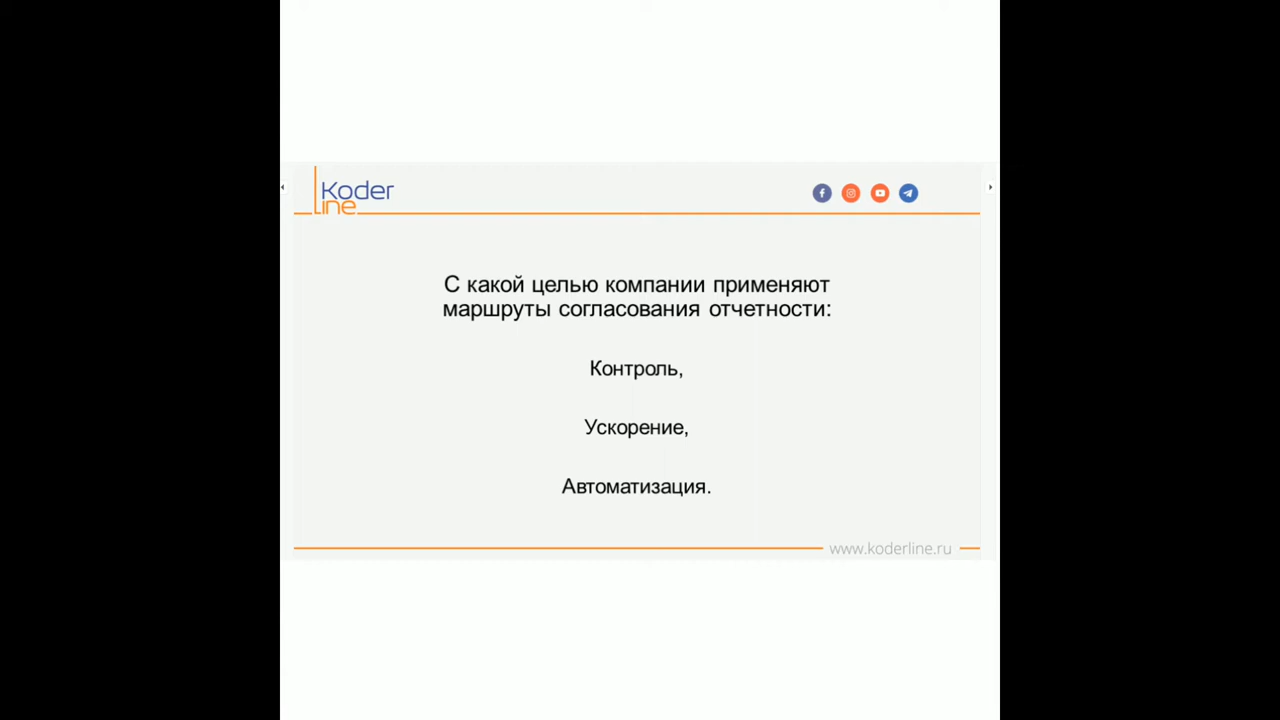 Koder
line
С какой целью компании применяют
маршруты согласования отчетности:
Контроль,
Ускорение,
Автоматизация.
www.koderline.ru